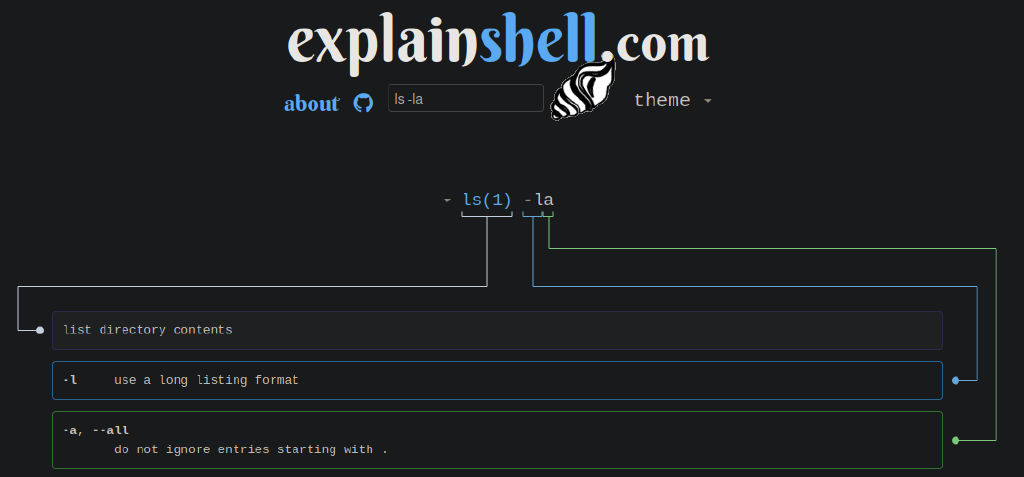 explainshell.com
about ls -la theme
ls(1) -la
list directory contents
-l use a long listing format
-a, --all
do not ignore entries starting with .